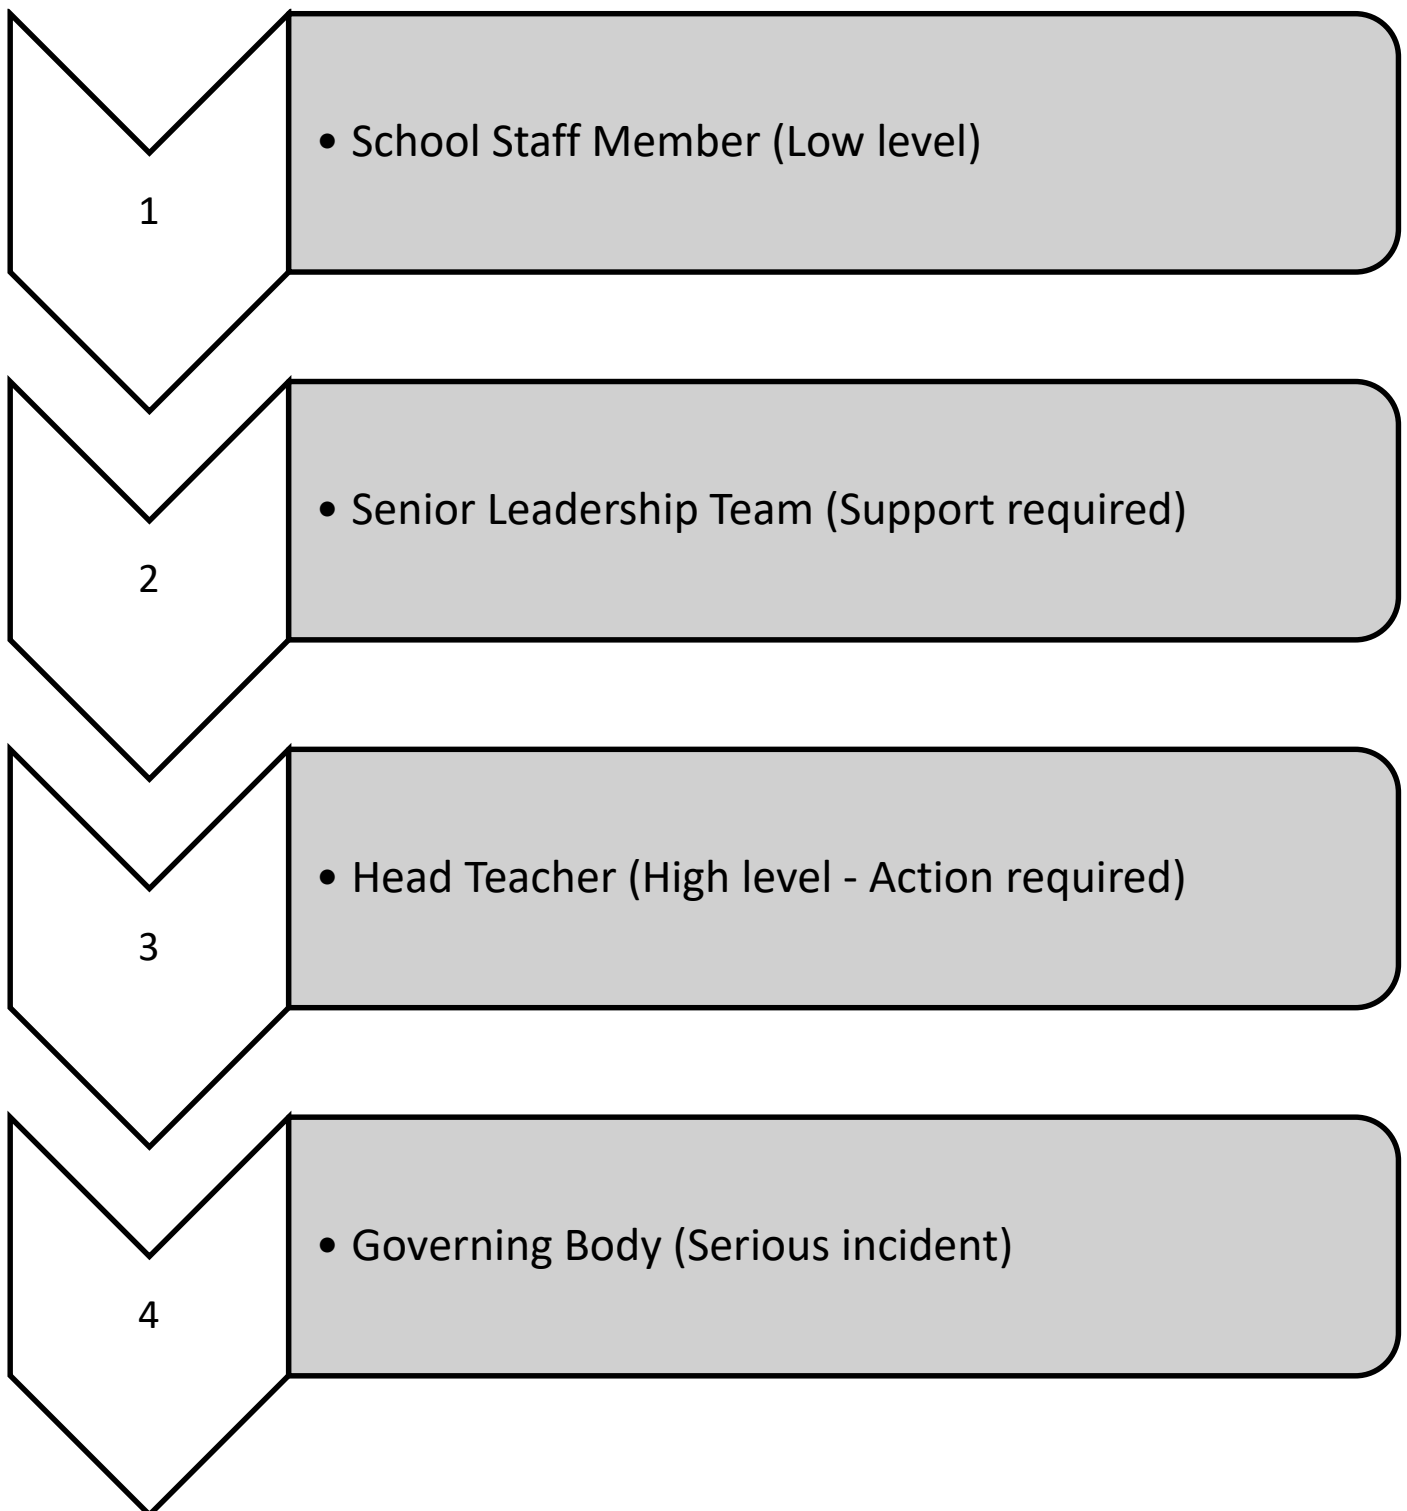 1
• School Staff Member (Low level)
2
• Senior Leadership Team (Support required)
3
• Head Teacher (High level - Action required)
4
• Governing Body (Serious incident)